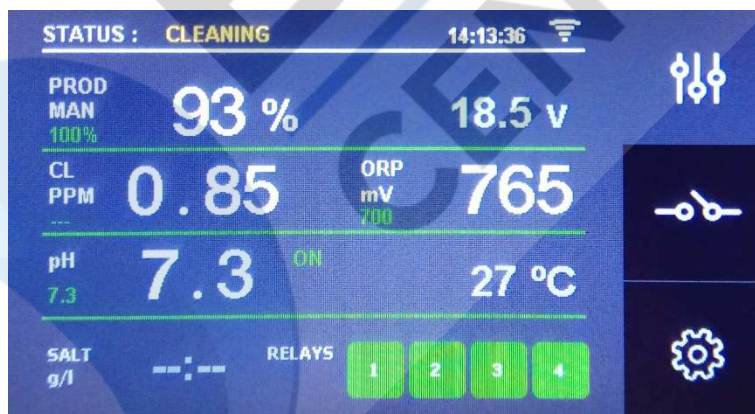 STATUS : CLEANING 14:13:36
PROD
MAN
100%
93 % 18.5 v
CL
PPM
---
0.85
ORP
mV
700
765
pH
7.3
7.3
ON
27 ºC
SALT
g/l
--:--
RELAYS
1 2 3 4
CEN